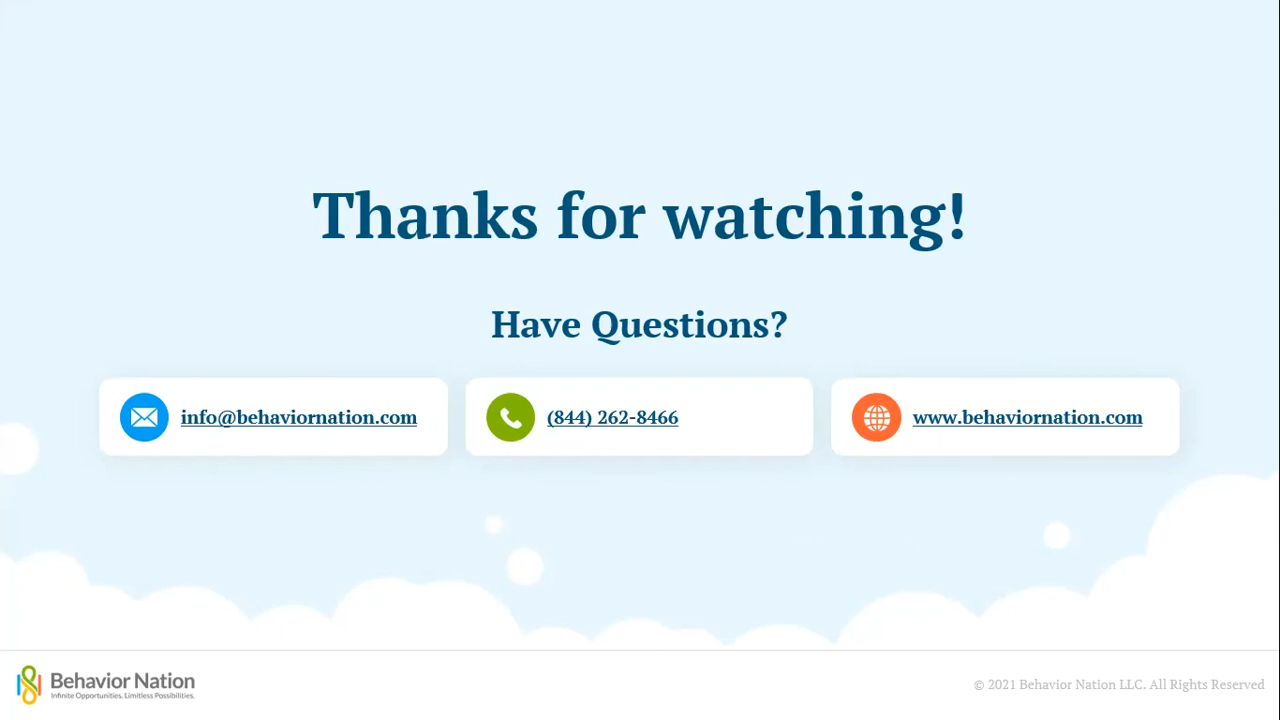 Thanks for watching!
Have Questions?
info@behaviornation.com
(844) 262-8466
www.behaviornation.com
Behavior Nation
Infinite Opportunities. Limitless Possibilities.
© 2021 Behavior Nation LLC. All Rights Reserved